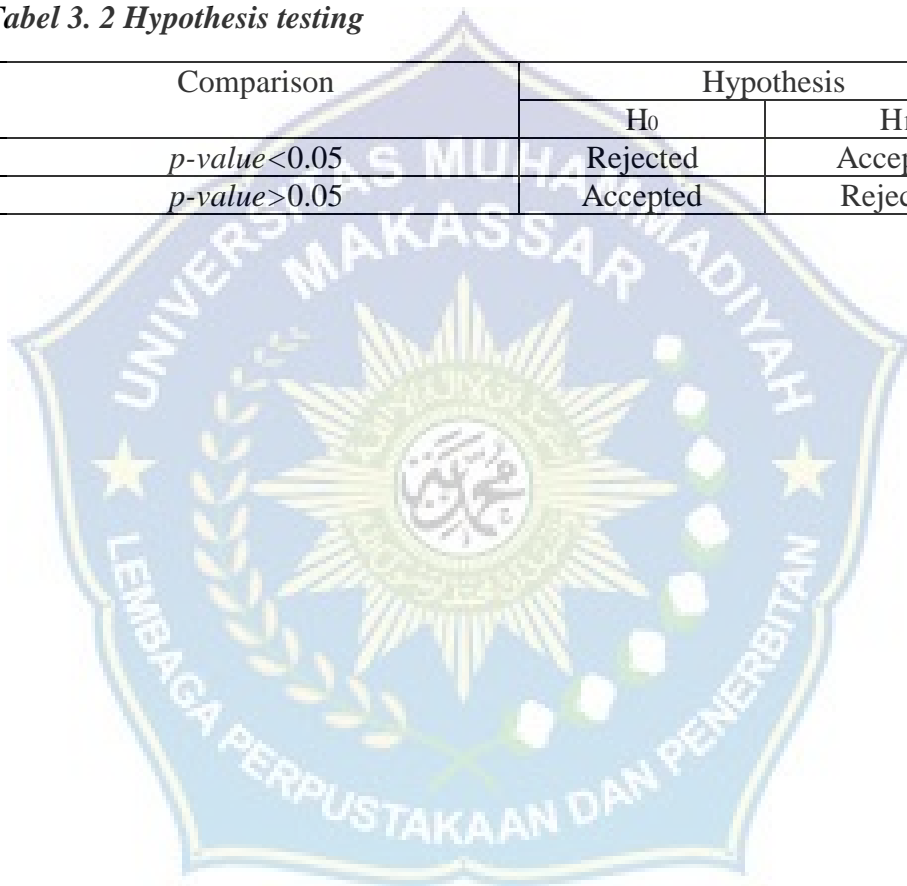 Tabel 3. 2 Hypothesis testing
Comparison Hypothesis
H0 H1
p-value<0.05 Rejected
p-value>0.05 Accepted
UNIVERSITAS MUHAMMADIYAH
MAKASSAR
LEMBAGA PERPUSTAKAAN DAN PENERBITAN